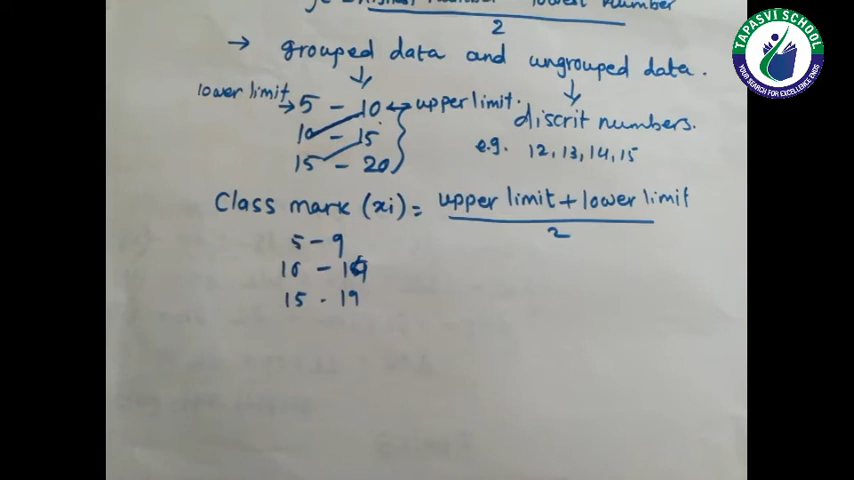 lowest number
2
→ grouped data and ungrouped data.
lower limit → 5 - 10 ↔ upper limit.
discrit numbers.
10 - 15
e.g. 12, 13, 14, 15
15 - 20
Class mark (xi) = upper limit + lower limit
2
5 - 9
10 -
15 - 19
TAPASVI SCHOOL
YOUR SEARCH FOR EXCELLENCE ENDS